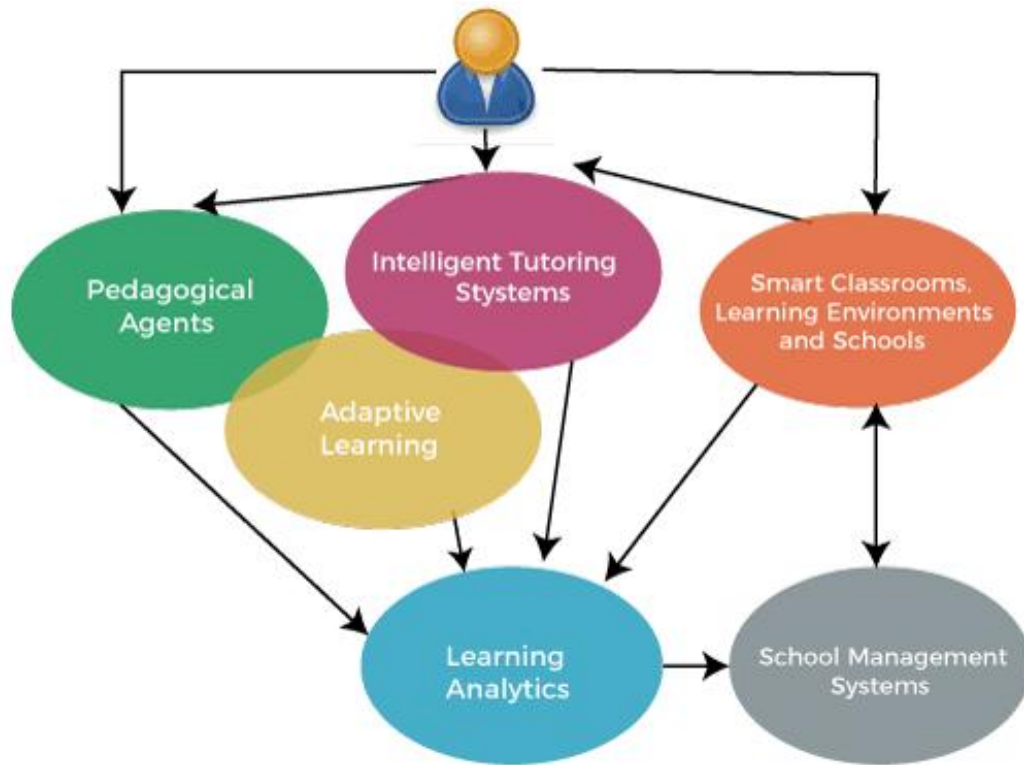 Intelligent Tutoring
Stystems
Pedagogical
Agents
Smart Classrooms,
Learning Environments
and Schools
Adaptive
Learning
Learning
Analytics
School Management
Systems